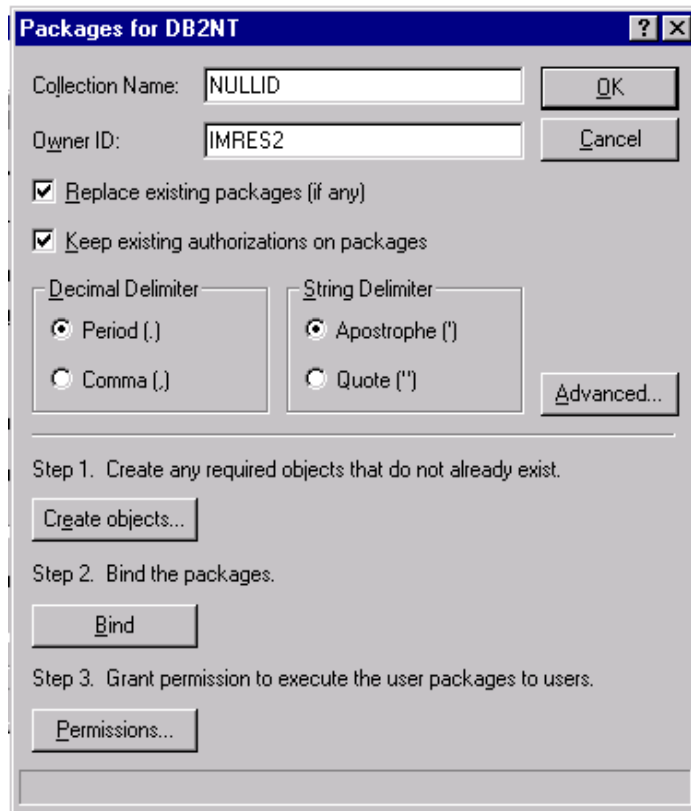 Packages for DB2NT
Collection Name: NULLID
OK
Owner ID: IMRES2
Cancel
Replace existing packages (if any)
Keep existing authorizations on packages
Decimal Delimiter
Period (.)
Comma (,)
String Delimiter
Apostrophe (')
Quote ('')
Advanced...
Step 1. Create any required objects that do not already exist.
Create objects...
Step 2. Bind the packages.
Bind
Step 3. Grant permission to execute the user packages to users.
Permissions...